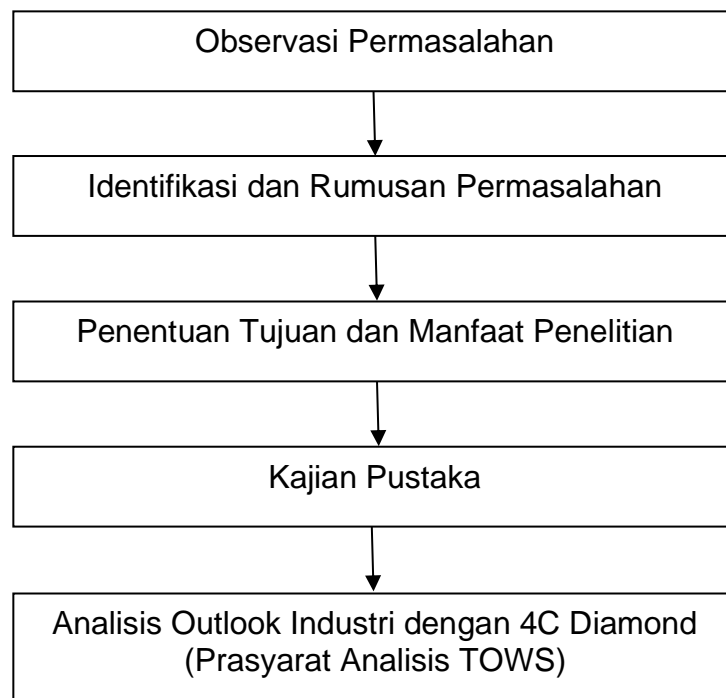 Observasi Permasalahan
Identifikasi dan Rumusan Permasalahan
Penentuan Tujuan dan Manfaat Penelitian
Kajian Pustaka
Analisis Outlook Industri dengan 4C Diamond
(Prasyarat Analisis TOWS)